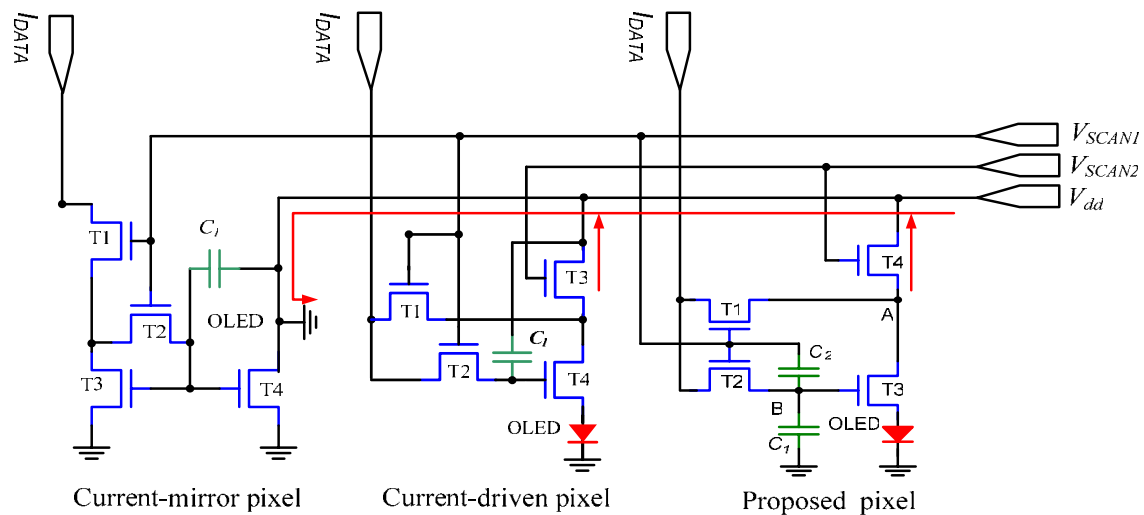 I_DATA
I_DATA
I_DATA
V_SCAN1
V_SCAN2
V_dd
T1
C_1
T2
OLED
T3
T4
T1
T3
C_1
T2
T4
OLED
T4
T1
A
C_2
T2
T3
B
OLED
C_1
Current-mirror pixel
Current-driven pixel
Proposed pixel